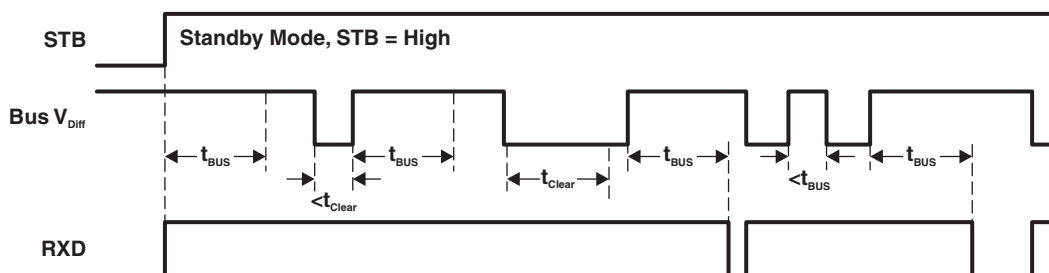 STB
Standby Mode, STB = High
Bus VDiff
tBUS
tBUS
tBUS
tBUS
tClear
<tClear
<tBUS
RXD